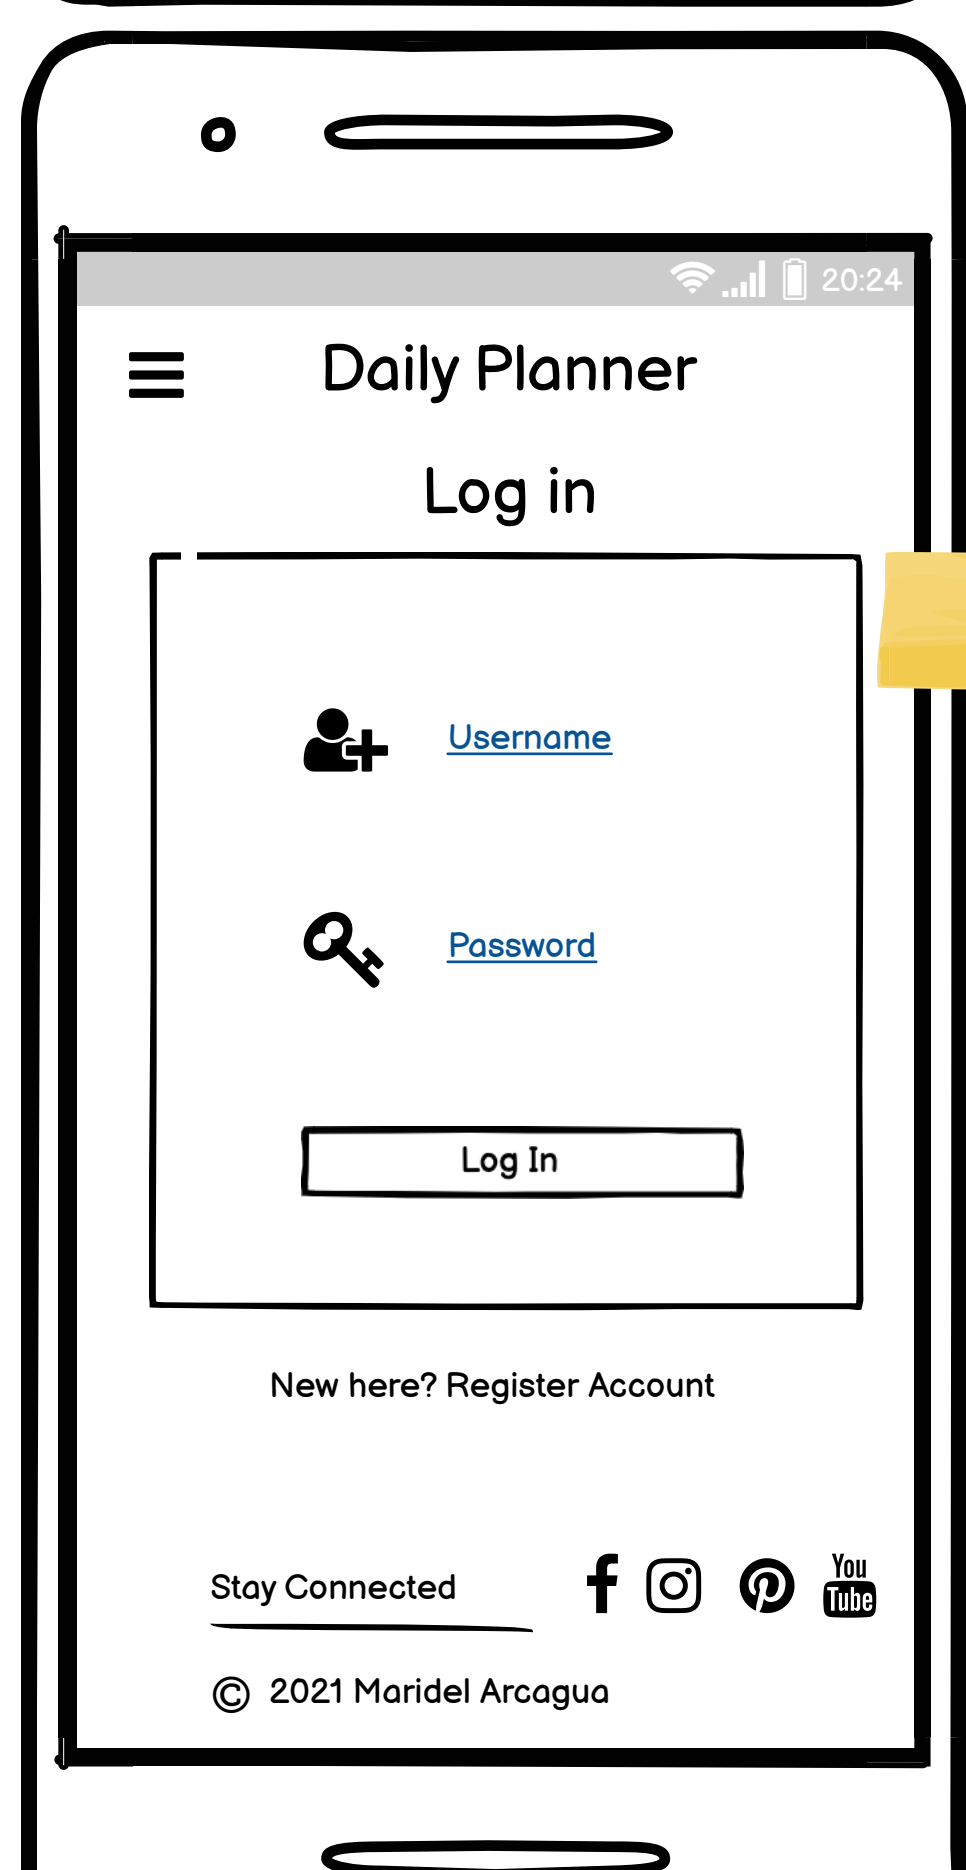 20:24
Daily Planner
Log in
Username
Password
Log In
New here? Register Account
Stay Connected
You
Tube
© 2021 Maridel Arcagua